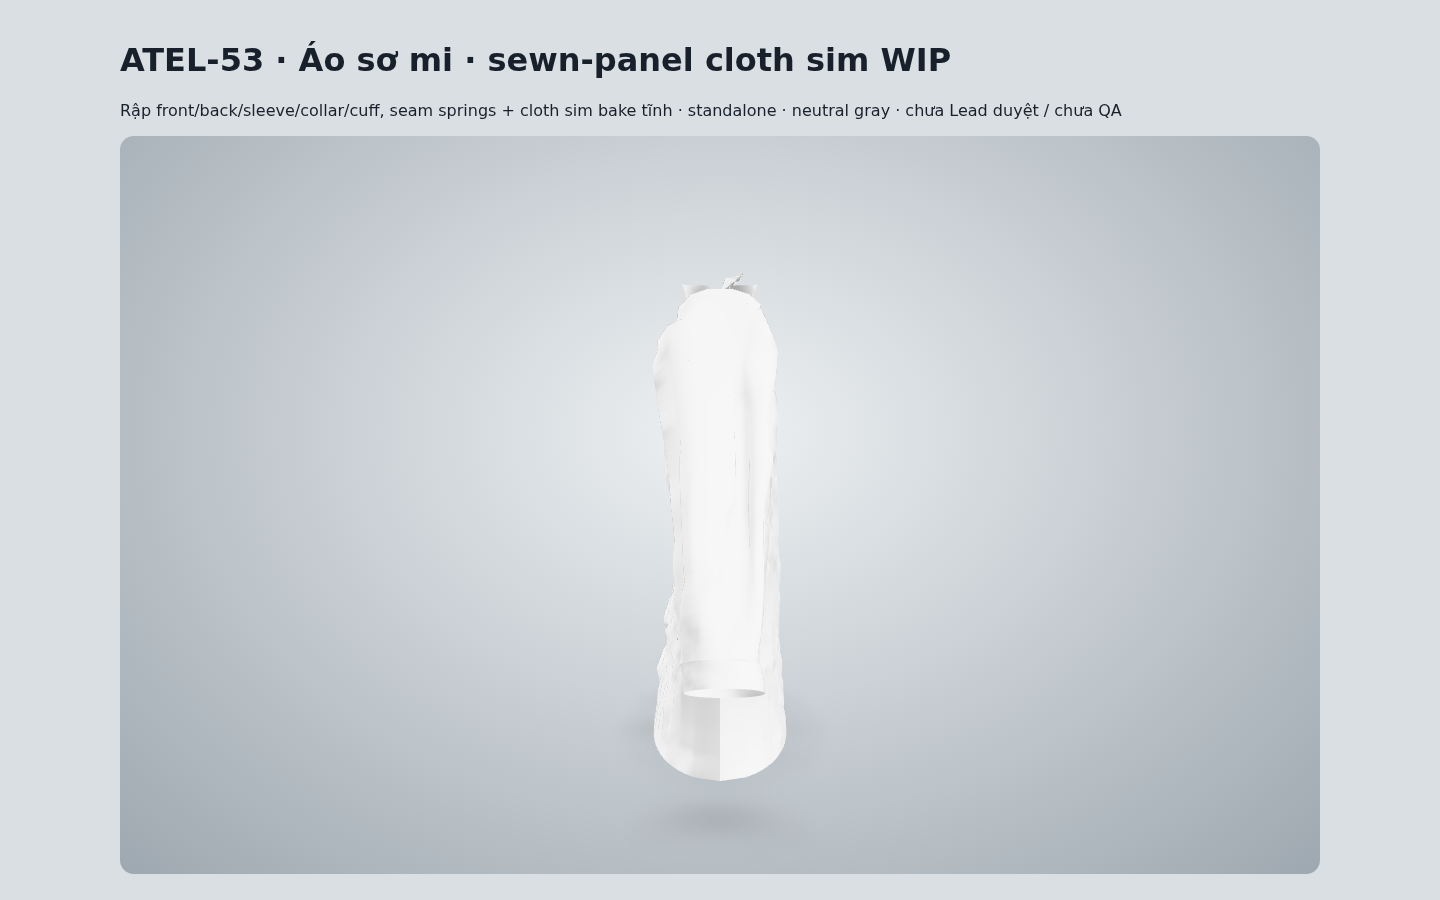 ATEL-53 · Áo sơ mi · sewn-panel cloth sim WIP
Rập front/back/sleeve/collar/cuff, seam springs + cloth sim bake tĩnh · standalone · neutral gray · chưa Lead duyệt / chưa QA